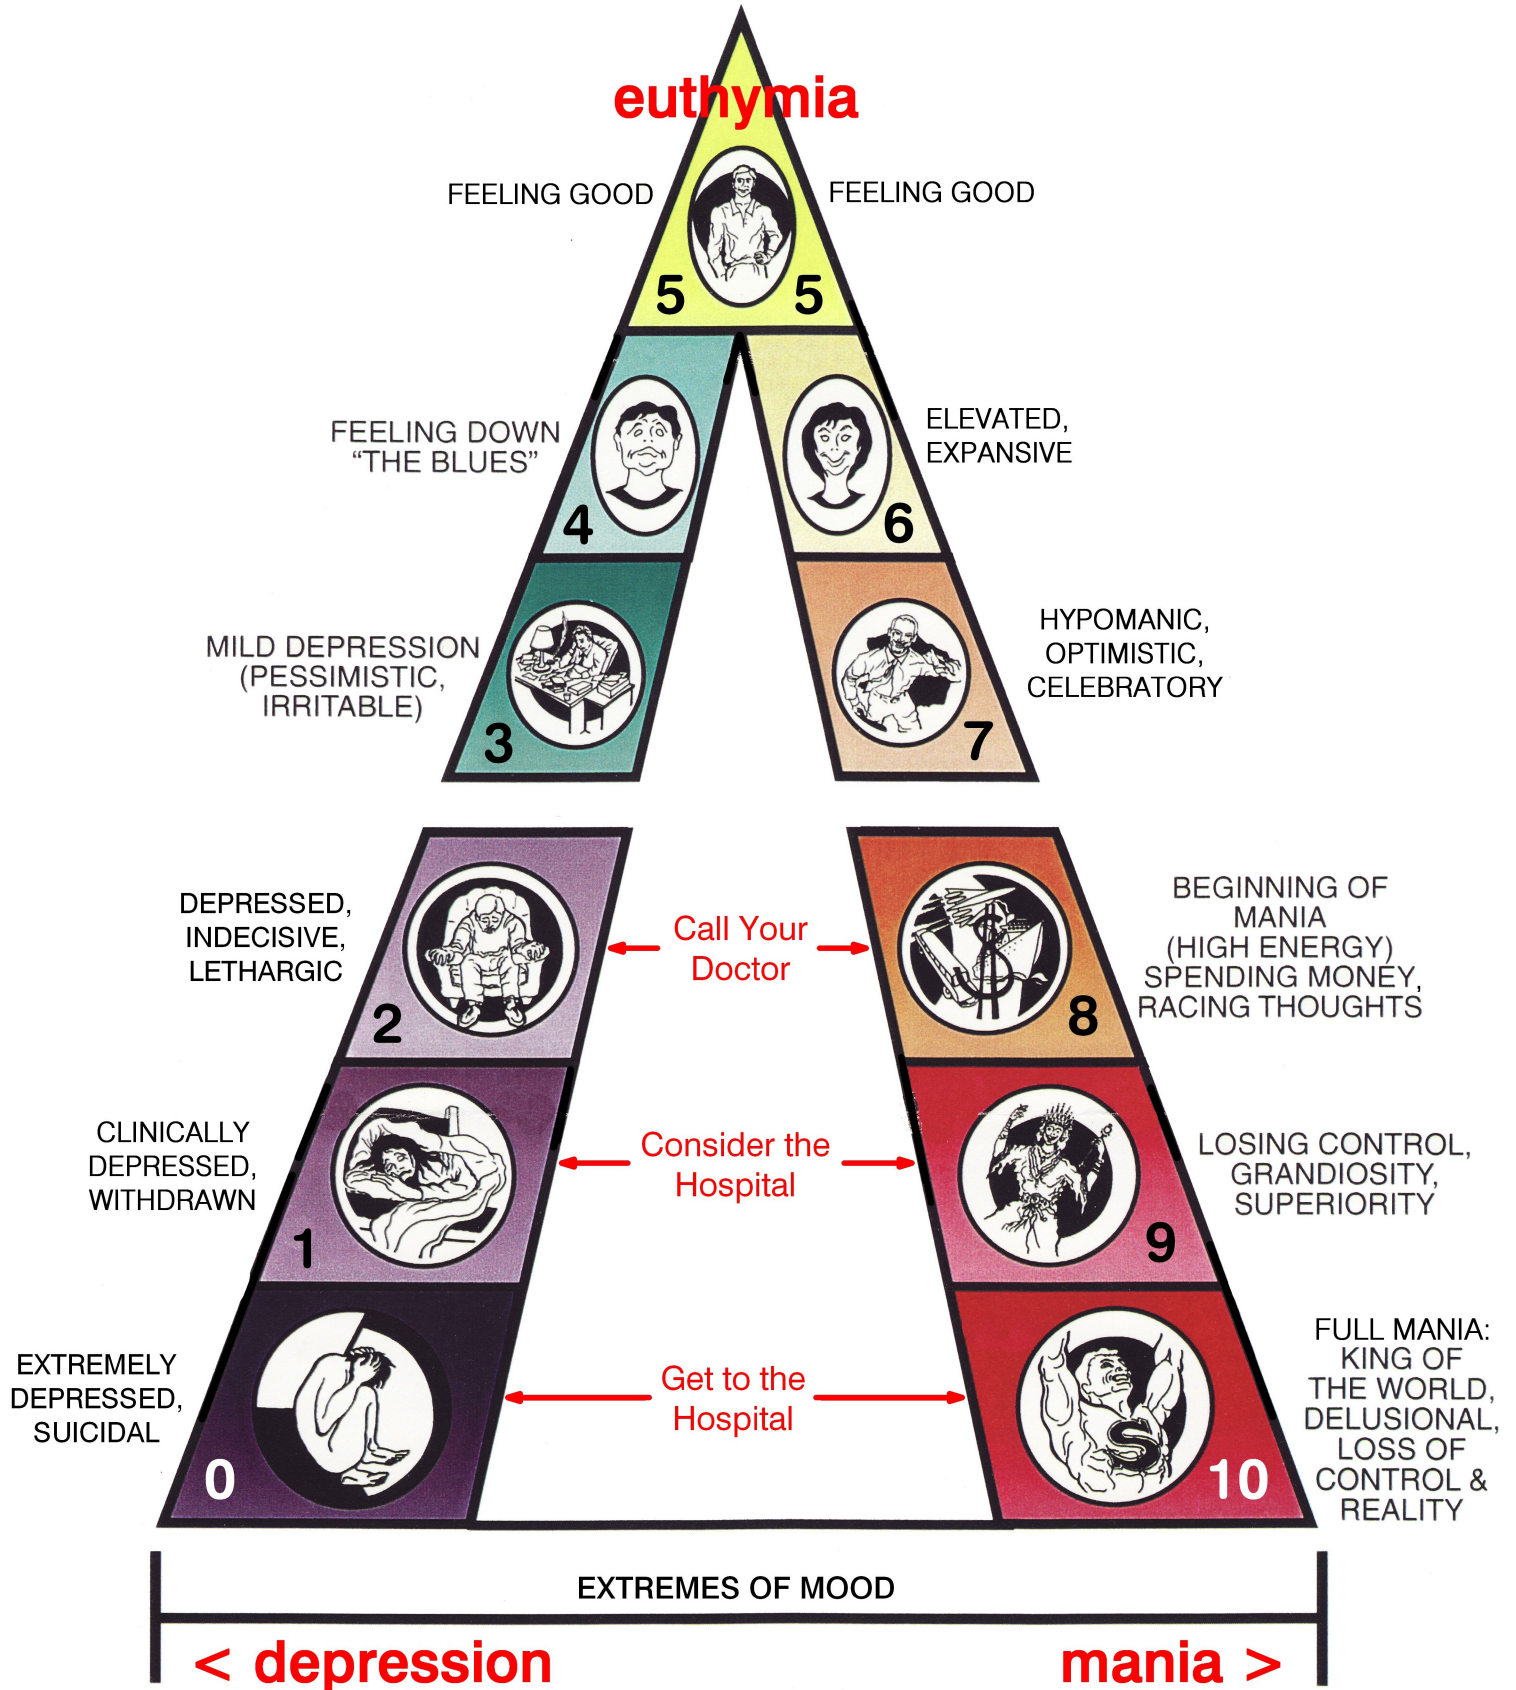 euthymia
FEELING GOOD
FEELING GOOD
5
5
FEELING DOWN
“THE BLUES”
4
6
ELEVATED,
EXPANSIVE
MILD DEPRESSION
(PESSIMISTIC,
IRRITABLE)
3
7
HYPOMANIC,
OPTIMISTIC,
CELEBRATORY
DEPRESSED,
INDECISIVE,
LETHARGIC
2
Call Your
Doctor
$
8
BEGINNING OF
MANIA
(HIGH ENERGY)
SPENDING MONEY,
RACING THOUGHTS
CLINICALLY
DEPRESSED,
WITHDRAWN
1
Consider the
Hospital
9
LOSING CONTROL,
GRANDIOSITY,
SUPERIORITY
EXTREMELY
DEPRESSED,
SUICIDAL
0
Get to the
Hospital
S
10
FULL MANIA:
KING OF
THE WORLD,
DELUSIONAL,
LOSS OF
CONTROL &
REALITY
EXTREMES OF MOOD
< depression
mania >